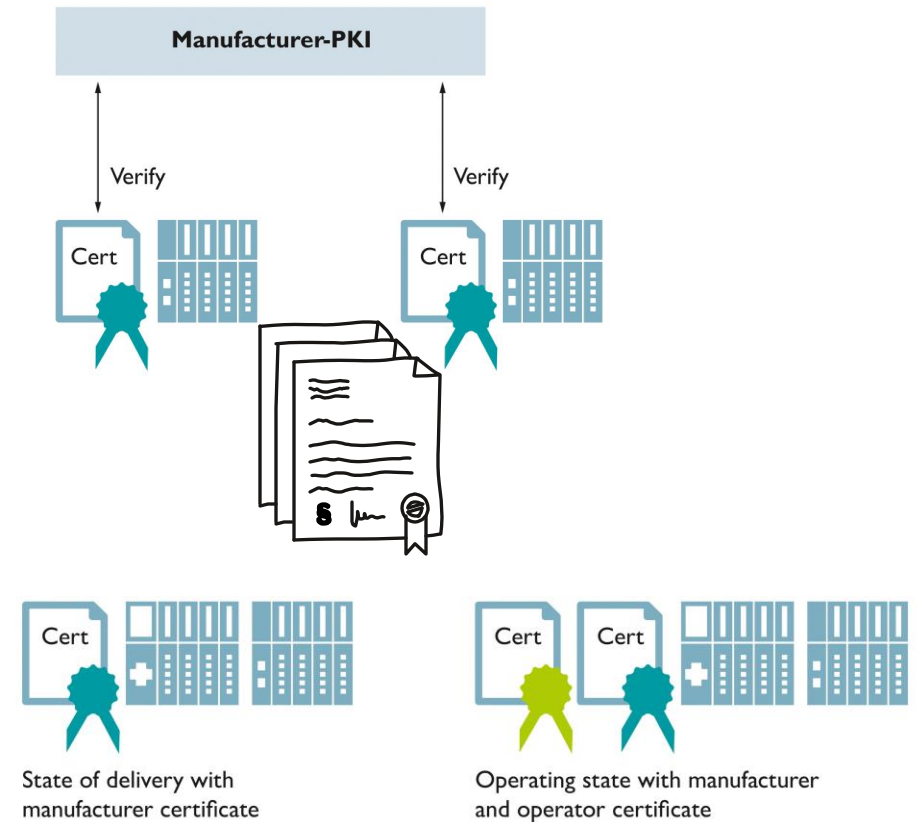 Manufacturer-PKI
Verify
Verify
Cert
Cert
§
Cert
Cert
Cert
State of delivery with
manufacturer certificate
Operating state with manufacturer
and operator certificate